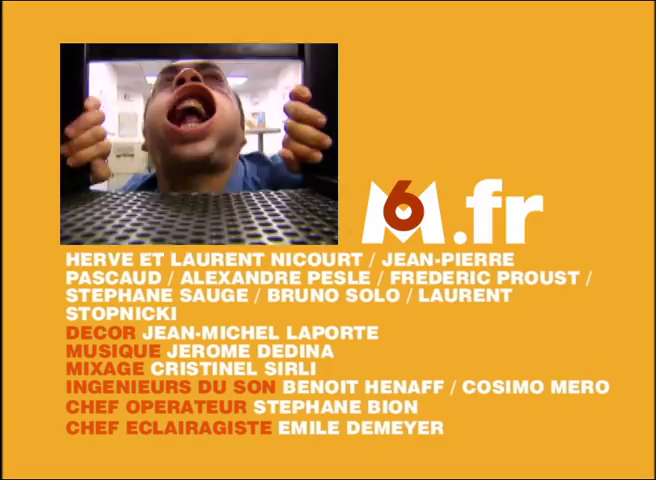 M6.fr
HERVE ET LAURENT NICOURT / JEAN-PIERRE
PASCAUD / ALEXANDRE PESLE / FREDERIC PROUST /
STEPHANE SAUGE / BRUNO SOLO / LAURENT
STOPNICKI
DECOR JEAN-MICHEL LAPORTE
MUSIQUE JEROME DEDINA
MIXAGE CRISTINEL SIRLI
INGENIEURS DU SON BENOIT HENAFF / COSIMO MERO
CHEF OPERATEUR STEPHANE BION
CHEF ECLAIRAGISTE EMILE DEMEYER